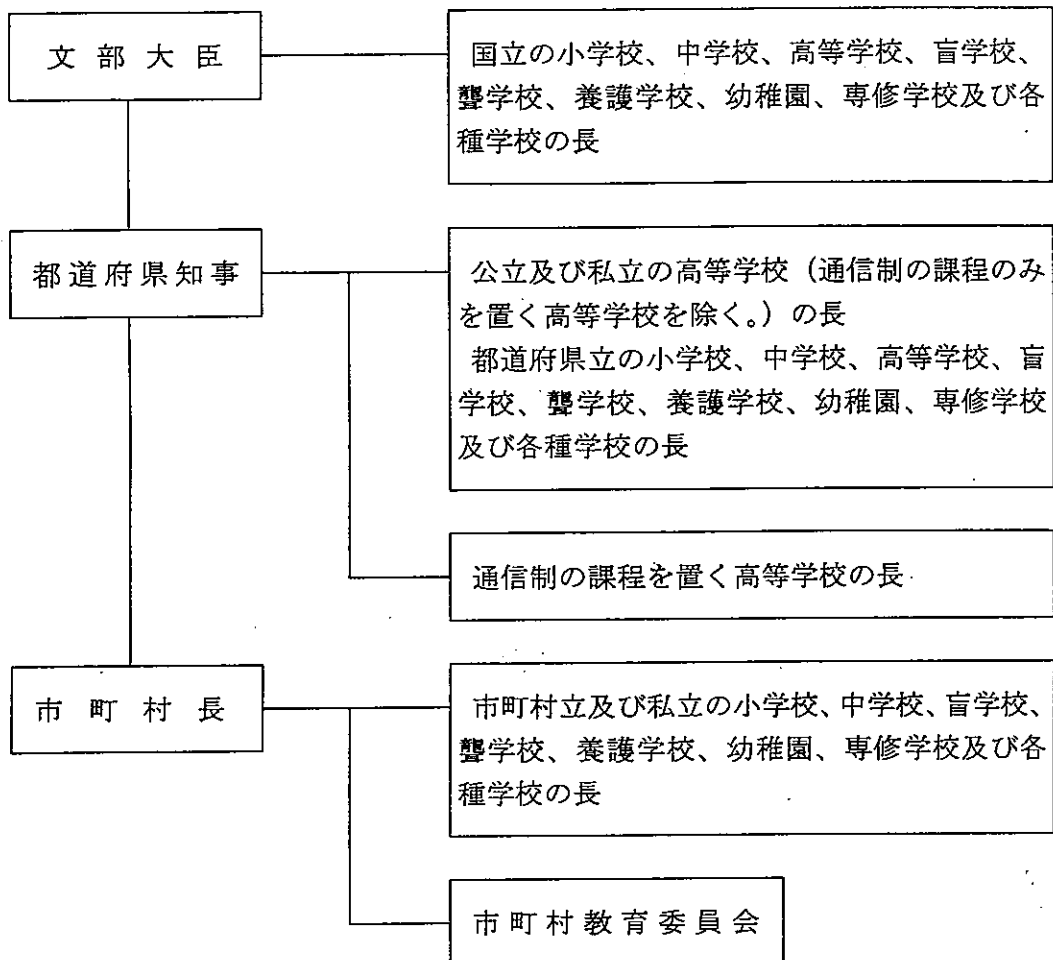 文部大臣
国立の小学校、中学校、高等学校、盲学校、
聾学校、養護学校、幼稚園、専修学校及び各
種学校の長
都道府県知事
公立及び私立の高等学校（通信制の課程のみ
を置く高等学校を除く。）の長
都道府県立の小学校、中学校、高等学校、盲
学校、聾学校、養護学校、幼稚園、専修学校
及び各種学校の長
通信制の課程を置く高等学校の長
市町村長
市町村立及び私立の小学校、中学校、盲学校、
聾学校、養護学校、幼稚園、専修学校及び各
種学校の長
市町村教育委員会